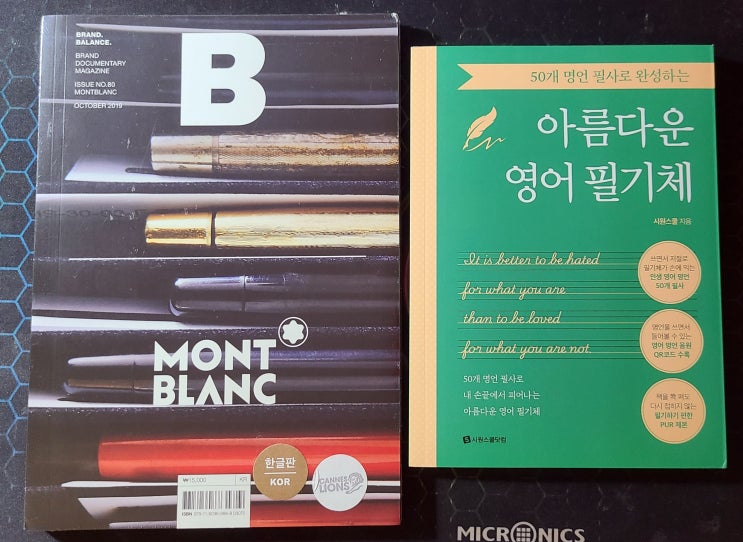 BRAND.
BALANCE.
BRAND
DOCUMENTARY
MAGAZINE
ISSUE NO.80
MONTBLANC
OCTOBER 2019
B
MONT
BLANC
₩15,000
KR
ISBN
한글판
KOR
CANNES
LIONS
50개 명언 필사로 완성하는
아름다운
영어 필기체
시원스쿨 지음
It is better to be hated
for what you are
than to be loved
for what you are not.
쓰면서 저절로
필기체가 손에 익는
인생 영어 명언
50개 필사
명언을 쓰면서
들어볼 수 있는
영어 명언 음원
QR코드 수록
책을 쫙 펴도
다시 접히지 않는
필기하기 편한
PUR 제본
50개 명언 필사로
내 손끝에서 피어나는
아름다운 영어 필기체
시원스쿨닷컴
MICRONICS